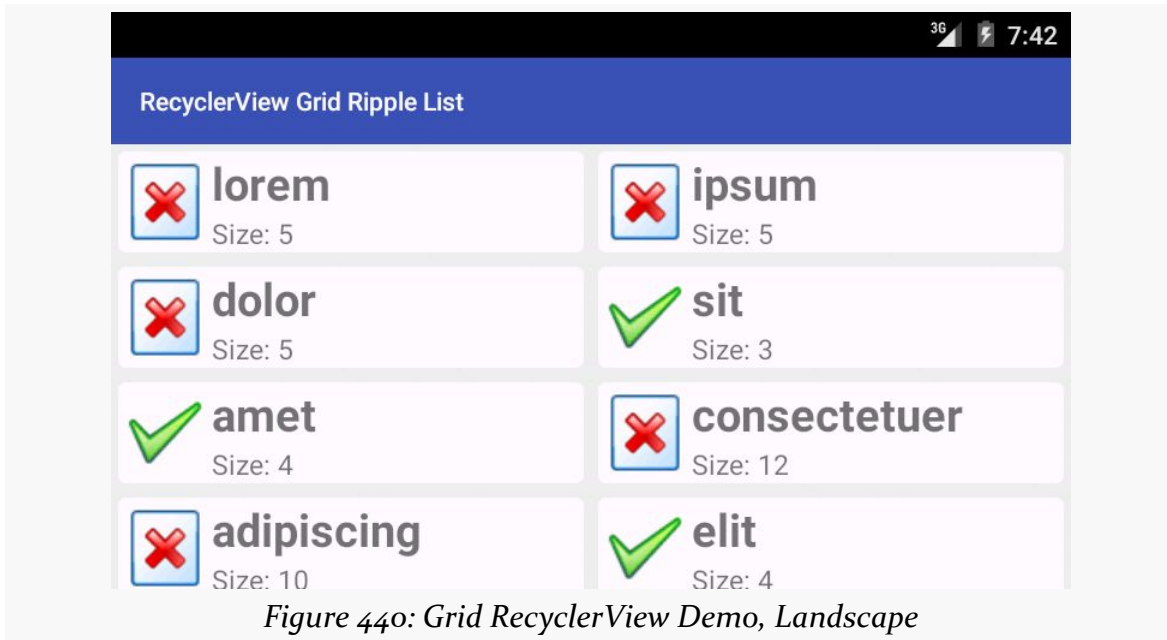 3G 7:42
RecyclerView Grid Ripple List
lorem
Size: 5
ipsum
Size: 5
dolor
Size: 5
sit
Size: 3
amet
Size: 4
consectetuer
Size: 12
adipiscing
Size: 10
elit
Size: 4
Figure 440: Grid RecyclerView Demo, Landscape